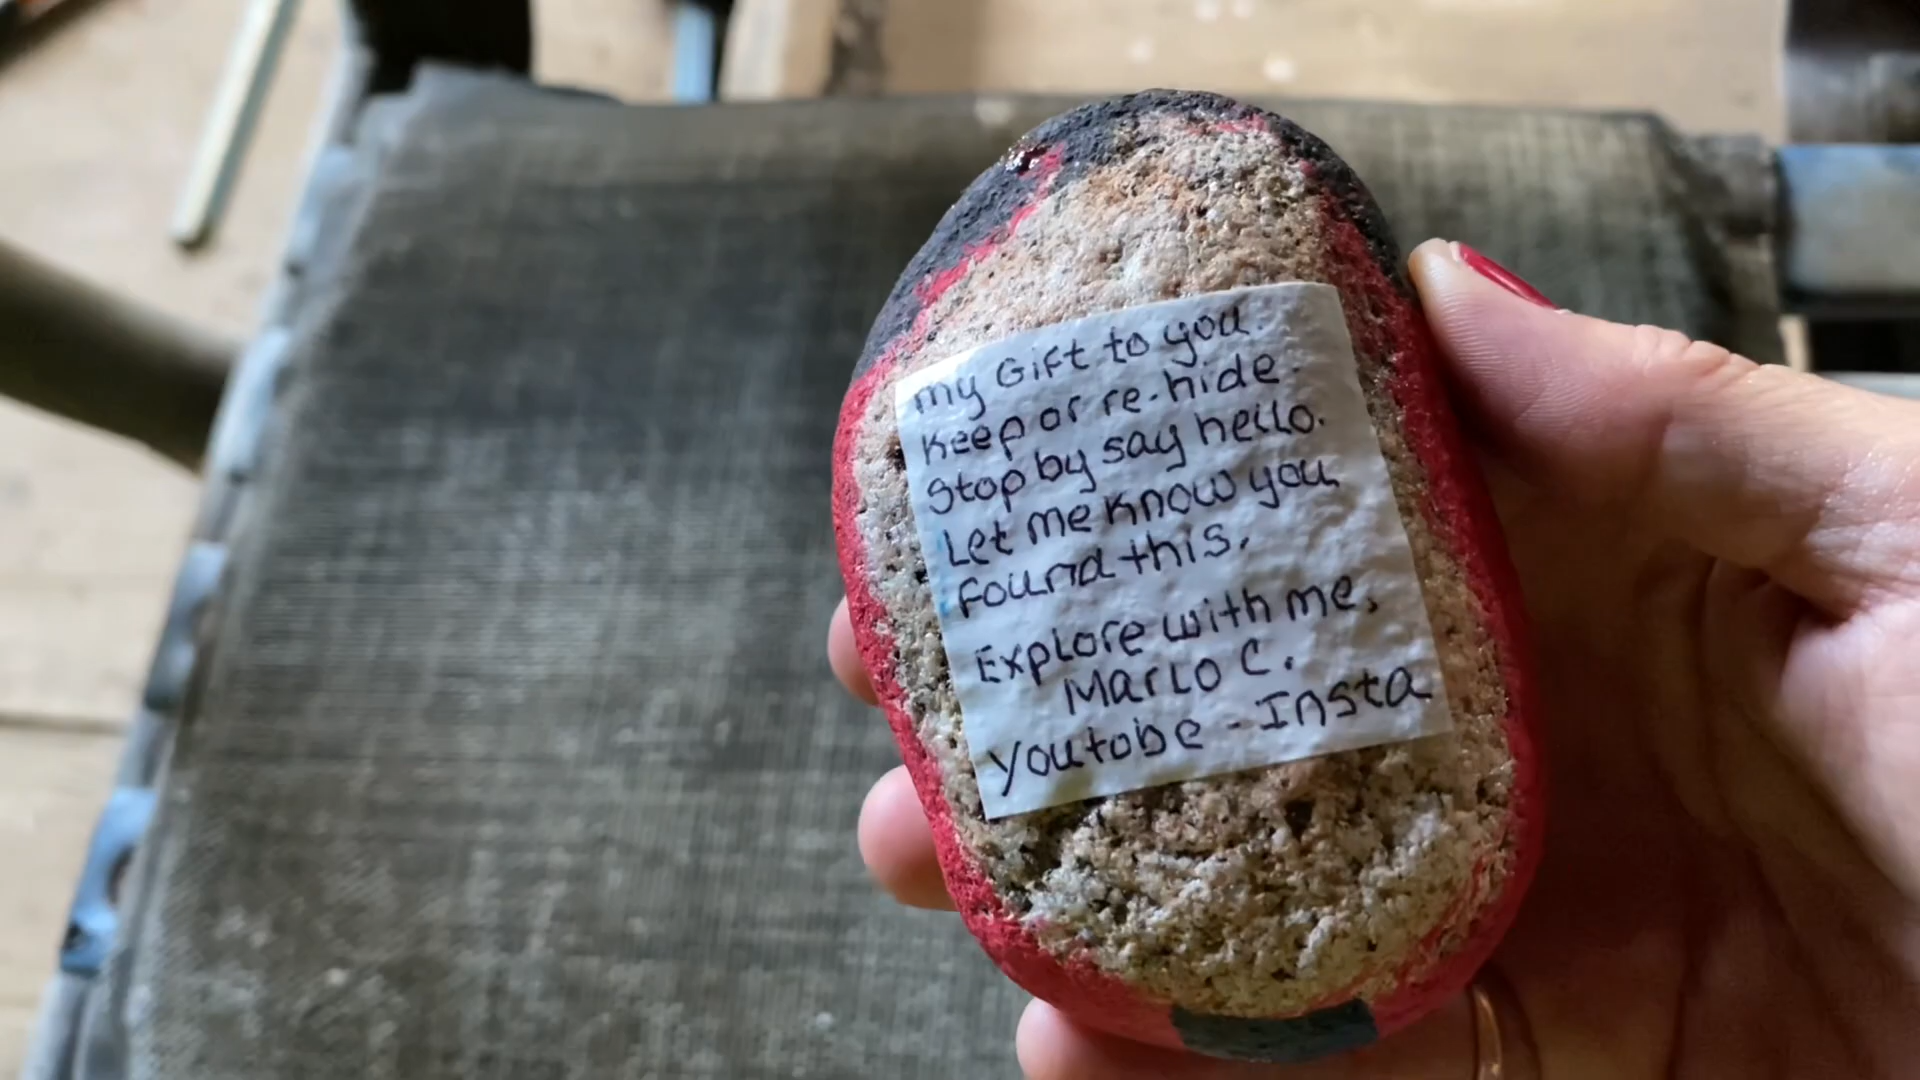 my Gift to you.
Keep or re-hide.
Stop by say hello.
Let me know you
found this.
Explore with me,
Marlo C.
Youtobe - Insta